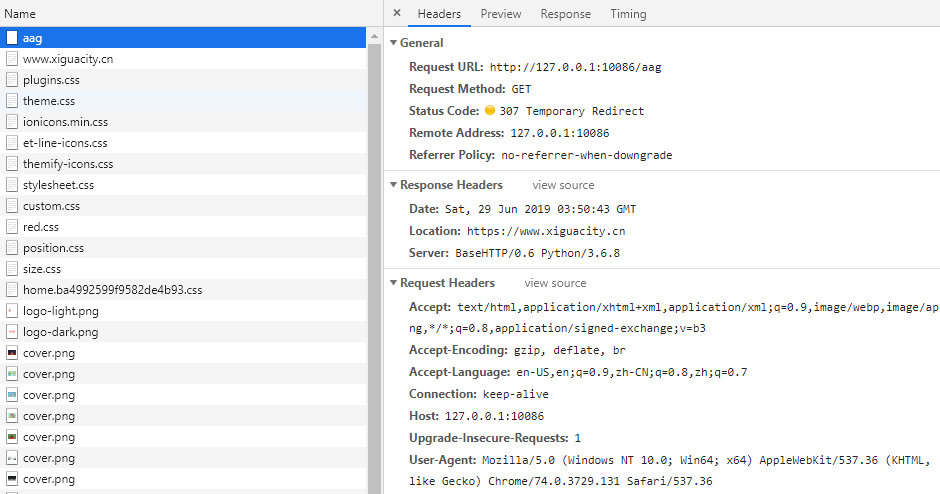 Name
aag
www.xiguacity.cn
plugins.css
theme.css
ionicons.min.css
et-line-icons.css
themify-icons.css
stylesheet.css
custom.css
red.css
position.css
size.css
home.ba4992599f9582de4b93.css
logo-light.png
logo-dark.png
cover.png
cover.png
cover.png
cover.png
cover.png
cover.png
cover.png
× Headers Preview Response Timing
General
Request URL: http://127.0.0.1:10086/aag
Request Method: GET
Status Code: 307 Temporary Redirect
Remote Address: 127.0.0.1:10086
Referrer Policy: no-referrer-when-downgrade
Response Headers view source
Date: Sat, 29 Jun 2019 03:50:43 GMT
Location: https://www.xiguacity.cn
Server: BaseHTTP/0.6 Python/3.6.8
Request Headers view source
Accept: text/html,application/xhtml+xml,application/xml;q=0.9,image/webp,image/ap
ng,*/*;q=0.8,application/signed-exchange;v=b3
Accept-Encoding: gzip, deflate, br
Accept-Language: en-US,en;q=0.9,zh-CN;q=0.8,zh;q=0.7
Connection: keep-alive
Host: 127.0.0.1:10086
Upgrade-Insecure-Requests: 1
User-Agent: Mozilla/5.0 (Windows NT 10.0; Win64; x64) AppleWebKit/537.36 (KHTML,
like Gecko) Chrome/74.0.3729.131 Safari/537.36